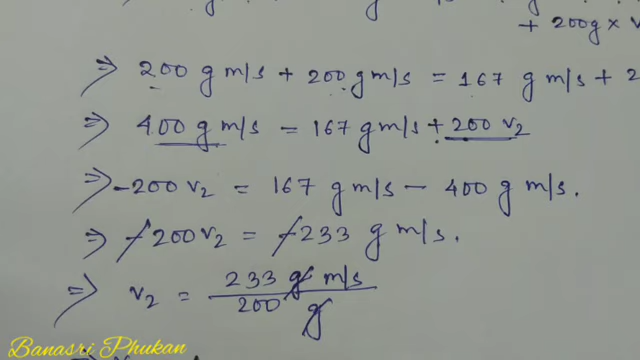 + 200g × v
⇒ 200 g m/s + 200 g m/s = 167 g m/s + 2
⇒ 400 g m/s = 167 g m/s + 200 v₂
⇒ -200 v₂ = 167 g m/s - 400 g m/s.
⇒ -200 v₂ = -233 g m/s.
⇒ v₂ = 233 g m/s / 200 g
Banasri Phukan